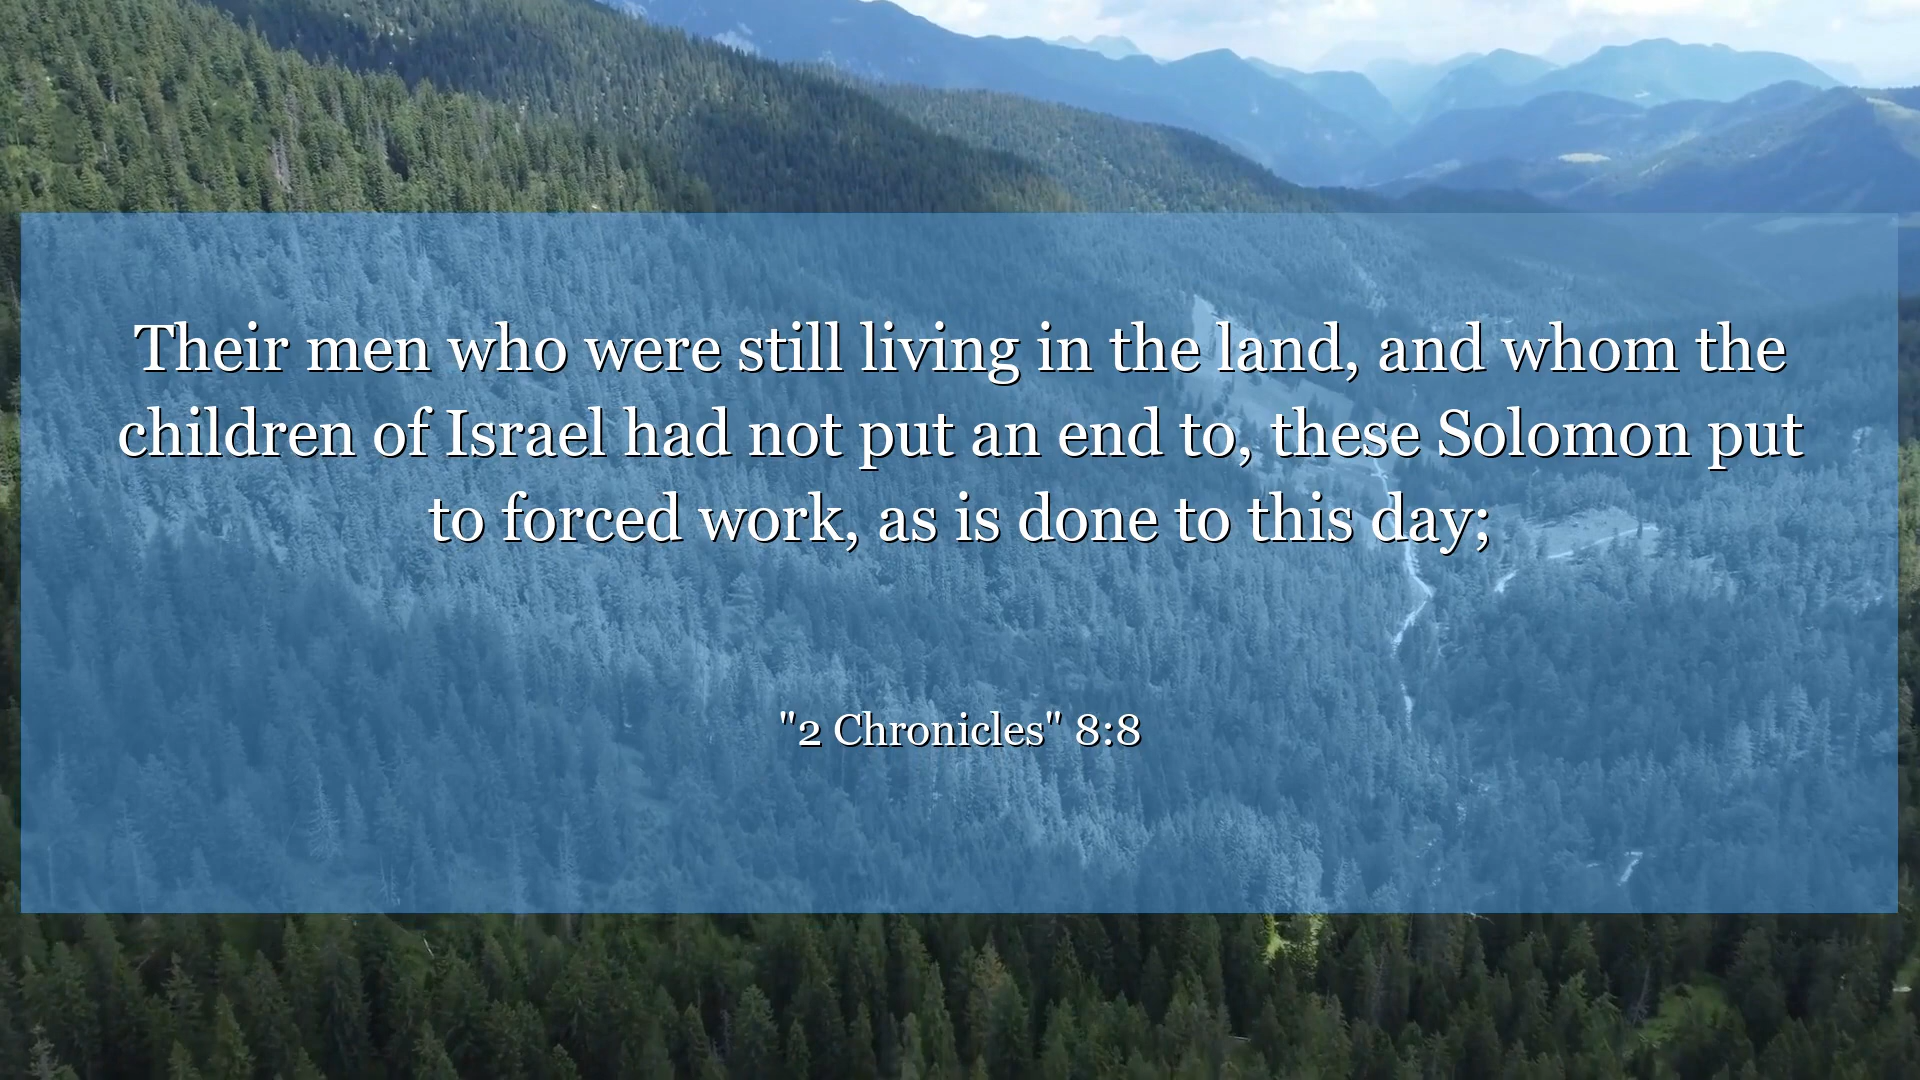 Their men who were still living in the land, and whom the
children of Israel had not put an end to, these Solomon put
to forced work, as is done to this day;
"2 Chronicles" 8:8